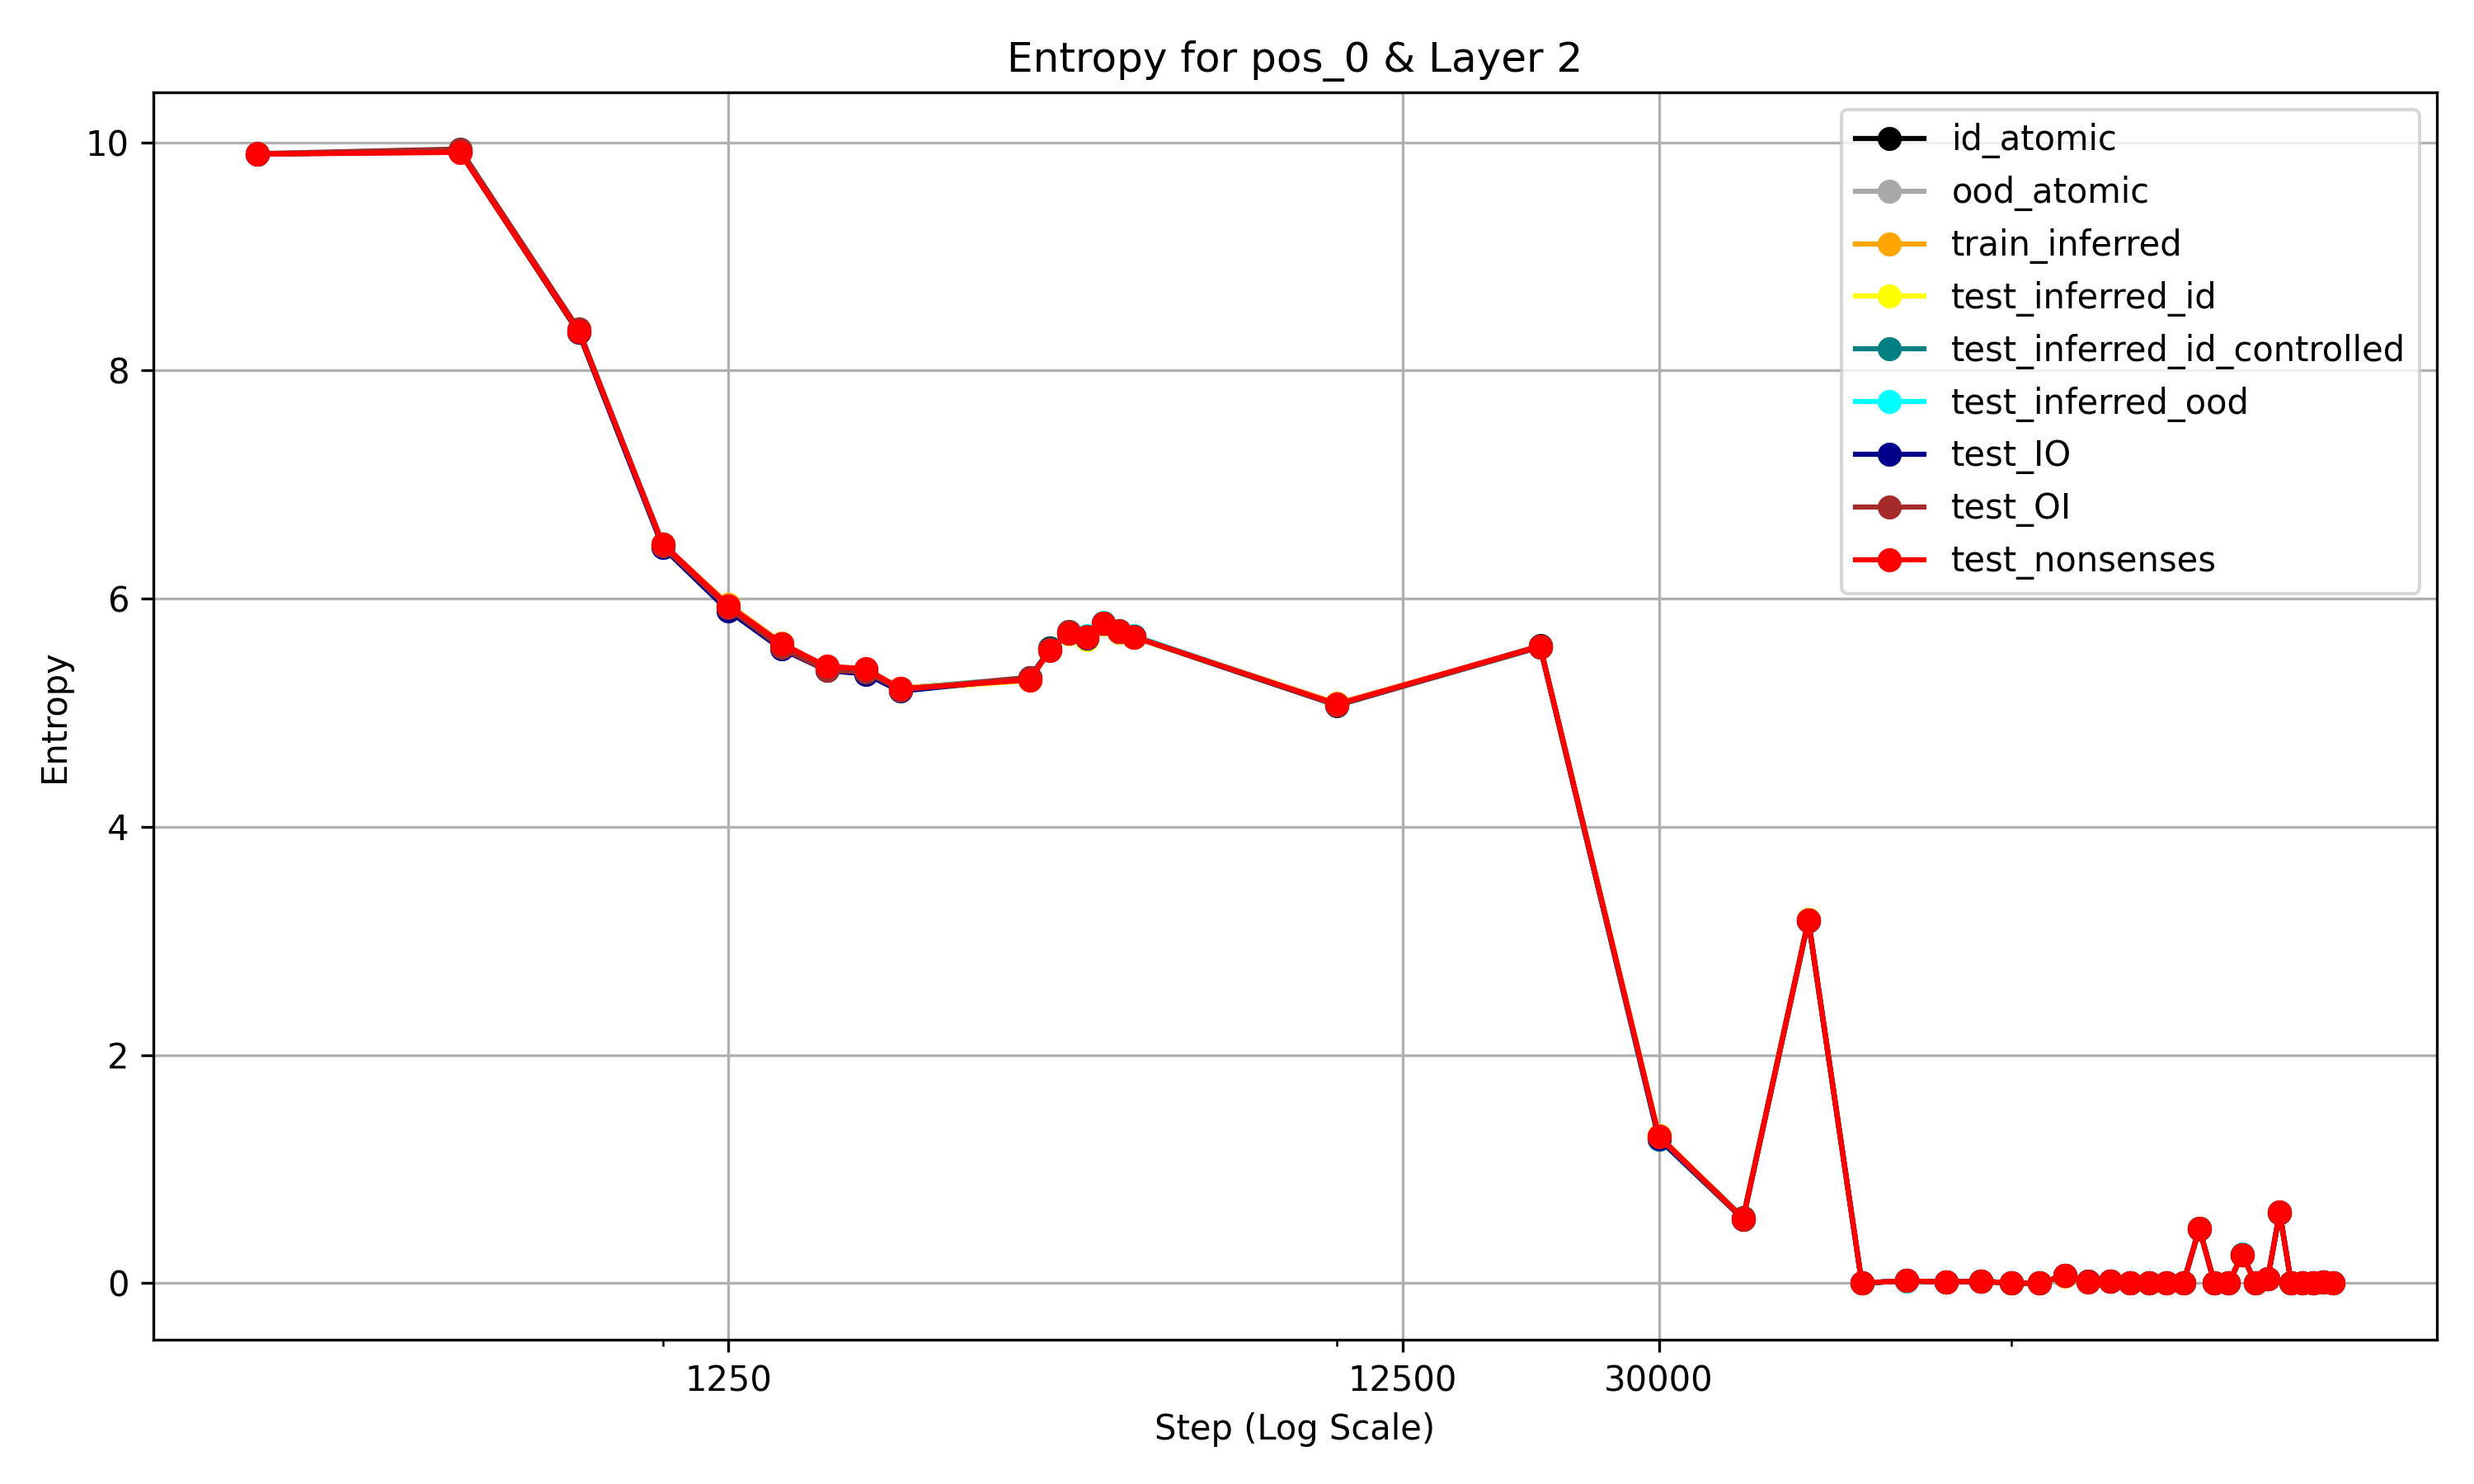 Entropy for pos_0 & Layer 2
10
8
6
4
2
0
Entropy
id_atomic
ood_atomic
train_inferred
test_inferred_id
test_inferred_id_controlled
test_inferred_ood
test_IO
test_OI
test_nonsenses
1250
12500
30000
Step (Log Scale)